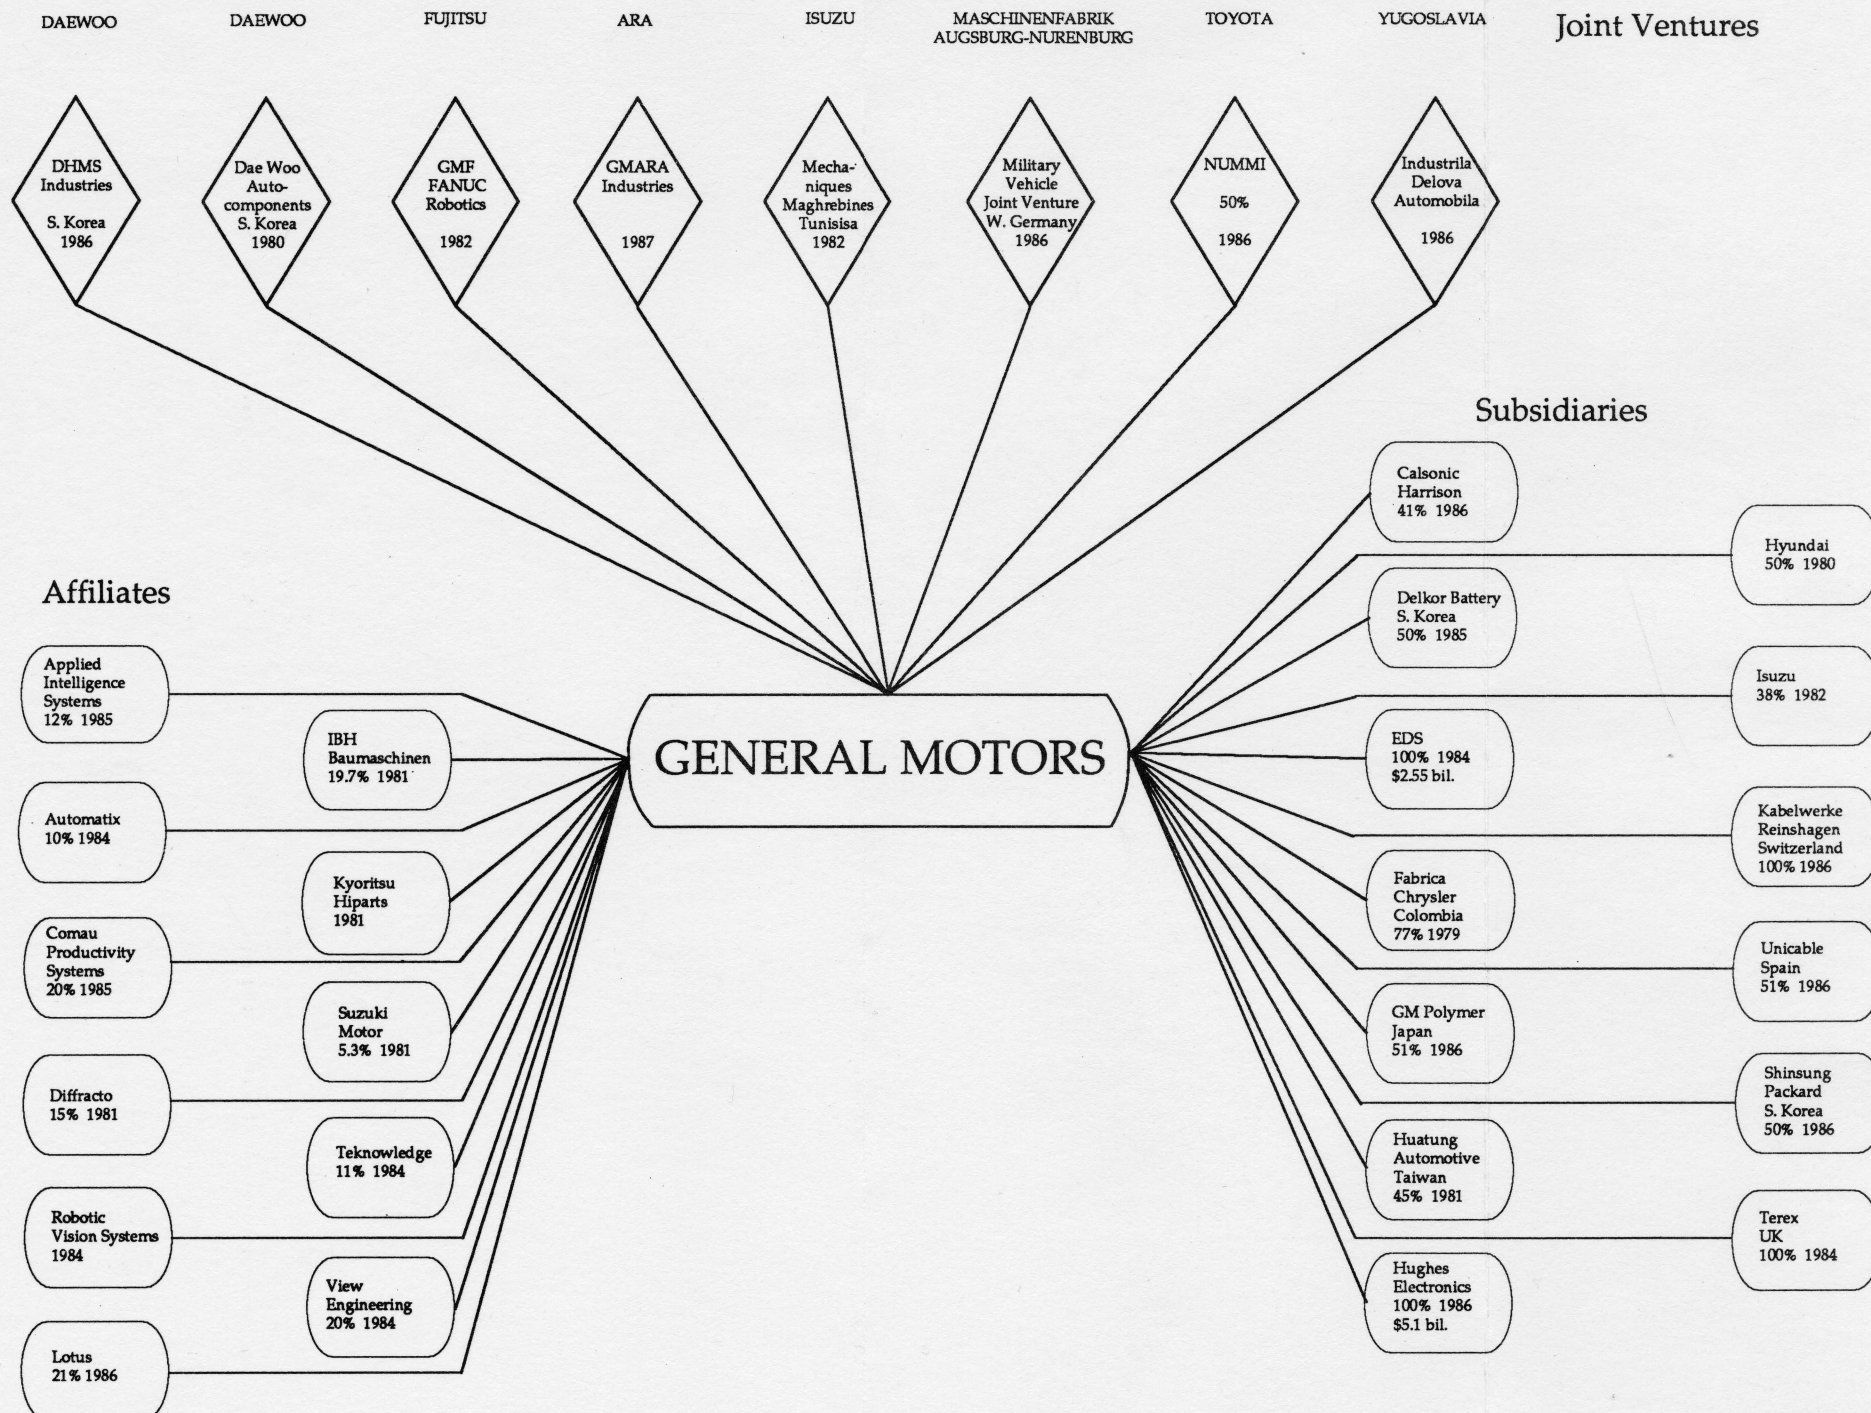 DAEWOO
DAEWOO
FUJITSU
ARA
ISUZU
MASCHINENFABRIK
AUGSBURG-NURENBURG
TOYOTA
YUGOSLAVIA
Joint Ventures
DHMS
Industries
S. Korea
1986
Dae Woo
Auto-
components
S. Korea
1980
GMF
FANUC
Robotics
1982
GMARA
Industries
1987
Mecha-
niques
Maghrebines
Tunisisa
1982
Military
Vehicle
Joint Venture
W. Germany
1986
NUMMI
50%
1986
Industrila
Delova
Automobila
1986
Subsidiaries
Calsonic
Harrison
41% 1986
Hyundai
50% 1980
Delkor Battery
S. Korea
50% 1985
Isuzu
38% 1982
EDS
100% 1984
$2.55 bil.
Kabelwerke
Reinshagen
Switzerland
100% 1986
Fabrica
Chrysler
Colombia
77% 1979
Unicable
Spain
51% 1986
GM Polymer
Japan
51% 1986
Shinsung
Packard
S. Korea
50% 1986
Huatung
Automotive
Taiwan
45% 1981
Terex
UK
100% 1984
Hughes
Electronics
100% 1986
$5.1 bil.
GENERAL MOTORS
Affiliates
Applied
Intelligence
Systems
12% 1985
IBH
Baumaschinen
19.7% 1981
Automatix
10% 1984
Kyoritsu
Hiparts
1981
Comau
Productivity
Systems
20% 1985
Suzuki
Motor
5.3% 1981
Diffracto
15% 1981
Teknowledge
11% 1984
Robotic
Vision Systems
1984
View
Engineering
20% 1984
Lotus
21% 1986